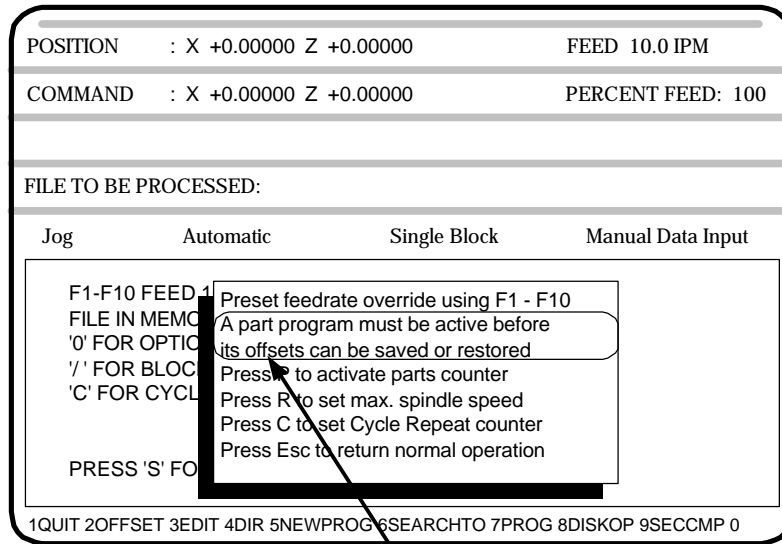 POSITION : X +0.00000 Z +0.00000 FEED 10.0 IPM
COMMAND : X +0.00000 Z +0.00000 PERCENT FEED: 100
FILE TO BE PROCESSED:
Jog Automatic Single Block Manual Data Input
F1-F10 FEED 1
FILE IN MEMO
'0' FOR OPTIO
'/ ' FOR BLOC
'C' FOR CYCL
PRESS 'S' FO
Preset feedrate override using F1 - F10
A part program must be active before
its offsets can be saved or restored
Press P to activate parts counter
Press R to set max. spindle speed
Press C to set Cycle Repeat counter
Press Esc to return normal operation
1QUIT 2OFFSET 3EDIT 4DIR 5NEWPROG 6SEARCHTO 7PROG 8DISKOP 9SECCMP 0